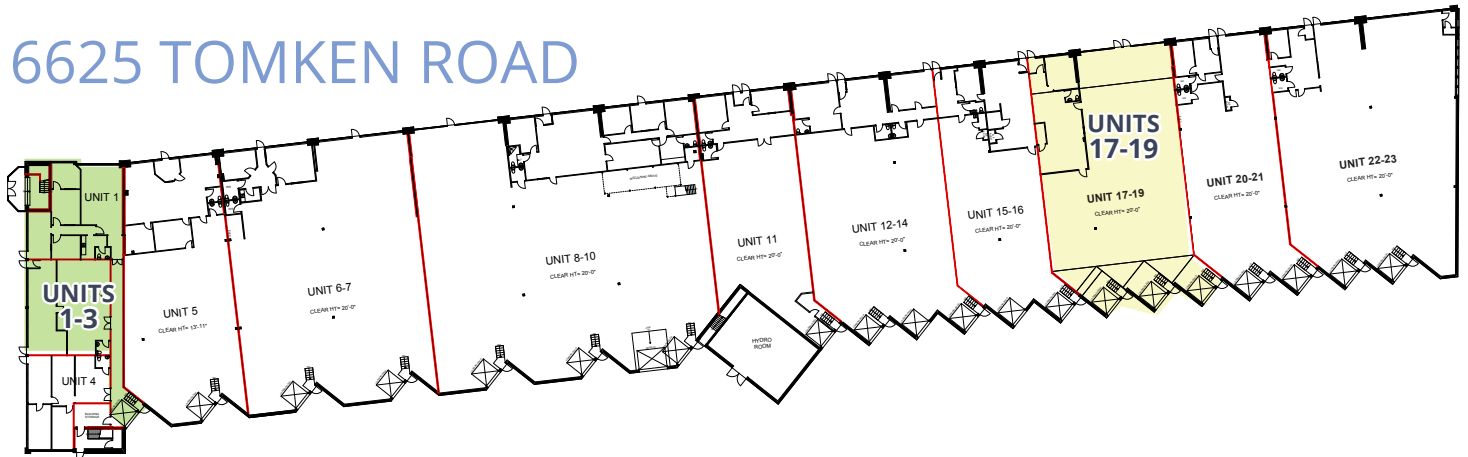 6625 TOMKEN ROAD
UNIT 1
UNITS
1-3
UNIT 4
UNIT 5
CLEAR HT= 13'-11"
UNIT 6-7
CLEAR HT= 20'-0"
UNIT 8-10
CLEAR HT= 20'-0"
UNIT 11
CLEAR HT= 20'-0"
HYDRO
ROOM
UNIT 12-14
CLEAR HT= 20'-0"
UNIT 15-16
CLEAR HT= 20'-0"
UNITS
17-19
UNIT 17-19
CLEAR HT= 20'-0"
UNIT 20-21
CLEAR HT= 20'-0"
UNIT 22-23
CLEAR HT= 20'-0"